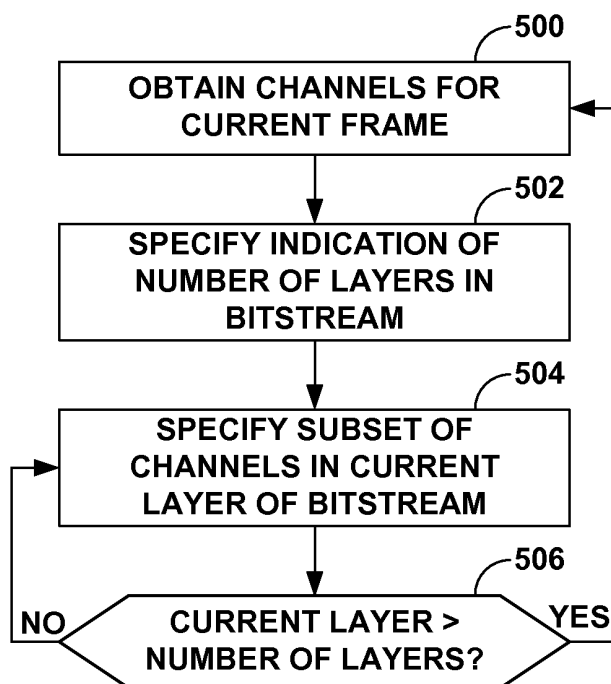 500
OBTAIN CHANNELS FOR
CURRENT FRAME
502
SPECIFY INDICATION OF
NUMBER OF LAYERS IN
BITSTREAM
504
SPECIFY SUBSET OF
CHANNELS IN CURRENT
LAYER OF BITSTREAM
506
NO
CURRENT LAYER >
NUMBER OF LAYERS?
YES